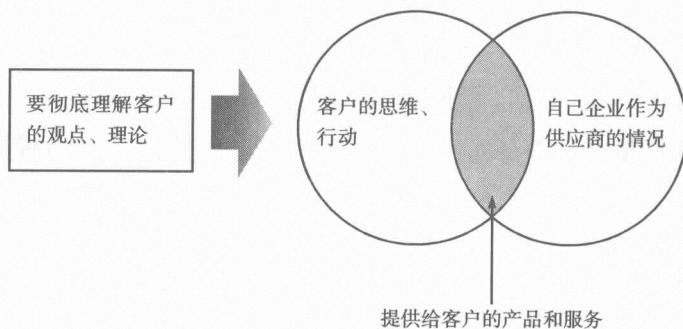 要彻底理解客户
的观点、理论
客户的思维、
行动
自己企业作为
供应商的情况
提供给客户的产品和服务